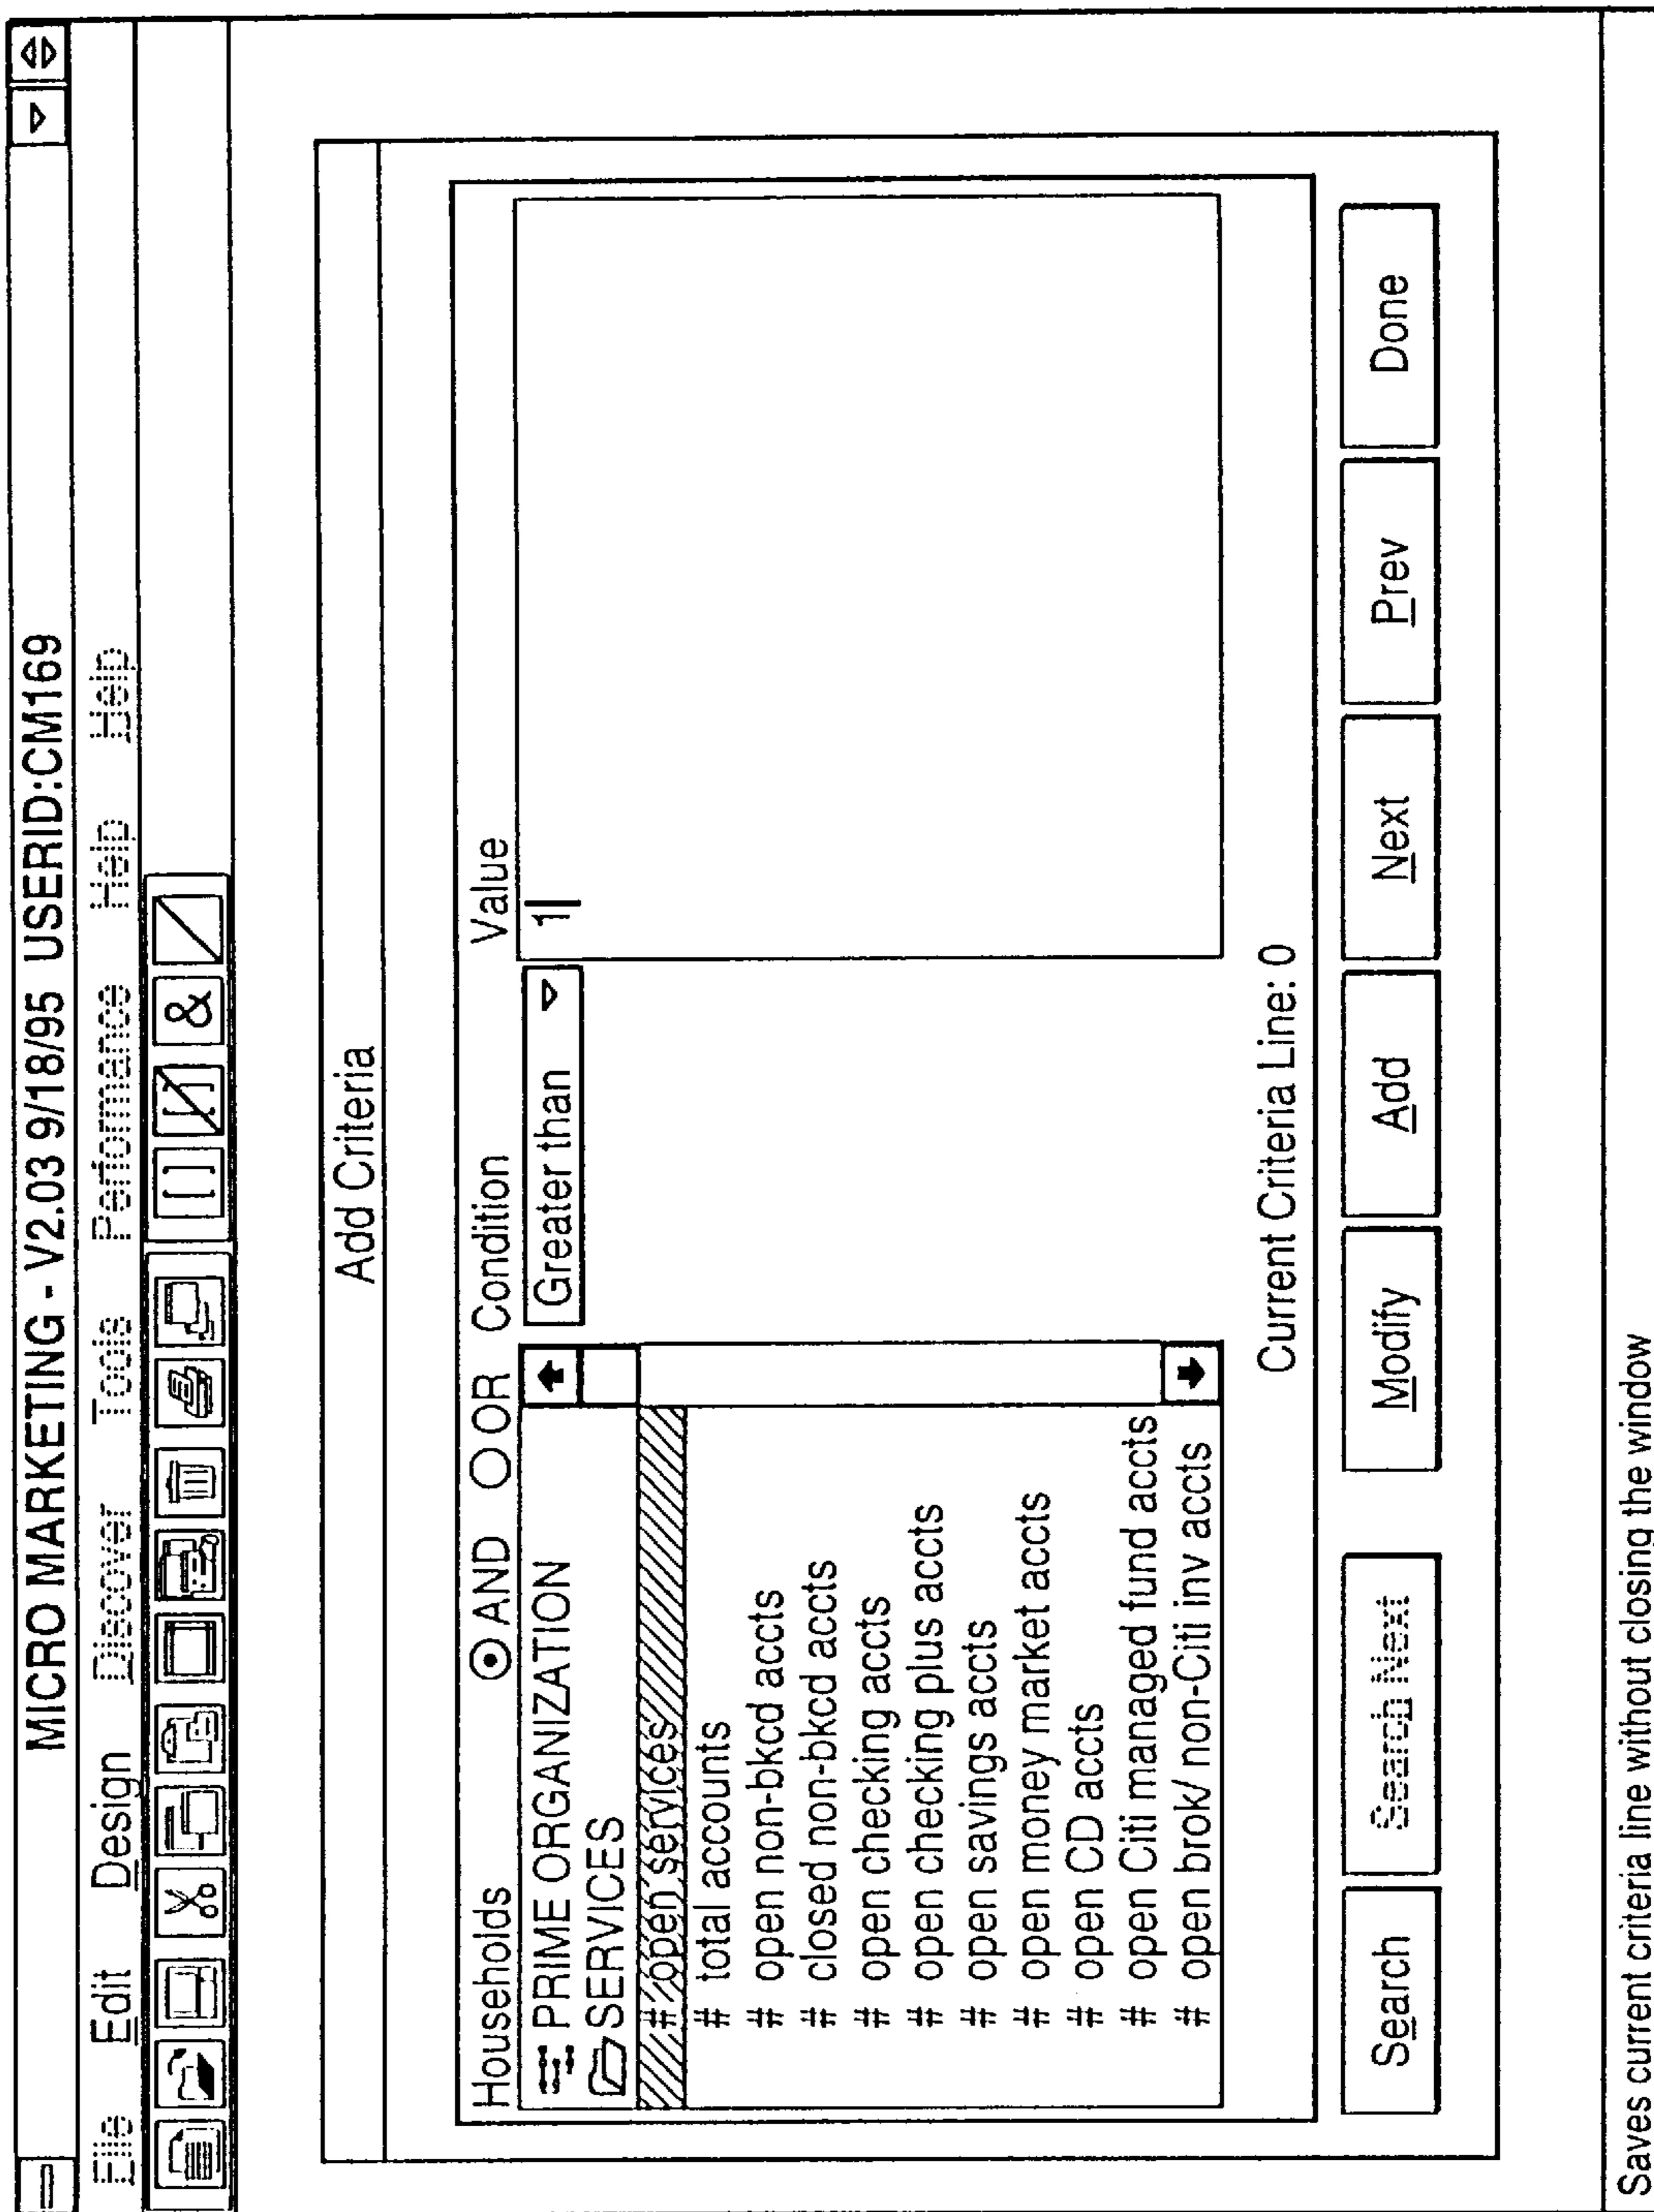 MICRO MARKETING - V2.03 9/18/95 USERID:CM169
File Edit Design Discover Tools Performance Help Help
[ ] [ ] &
Add Criteria
Households AND OR Condition Value
PRIME ORGANIZATION Greater than 1
SERVICES
# open services
# total accounts
# open non-bkcd accts
# closed non-bkcd accts
# open checking accts
# open checking plus accts
# open savings accts
# open money market accts
# open CD accts
# open Citi managed fund accts
# open brok/ non-Citi inv accts
Current Criteria Line: 0
Search Search Next Modify Add Next Prev Done
Saves current criteria line without closing the window